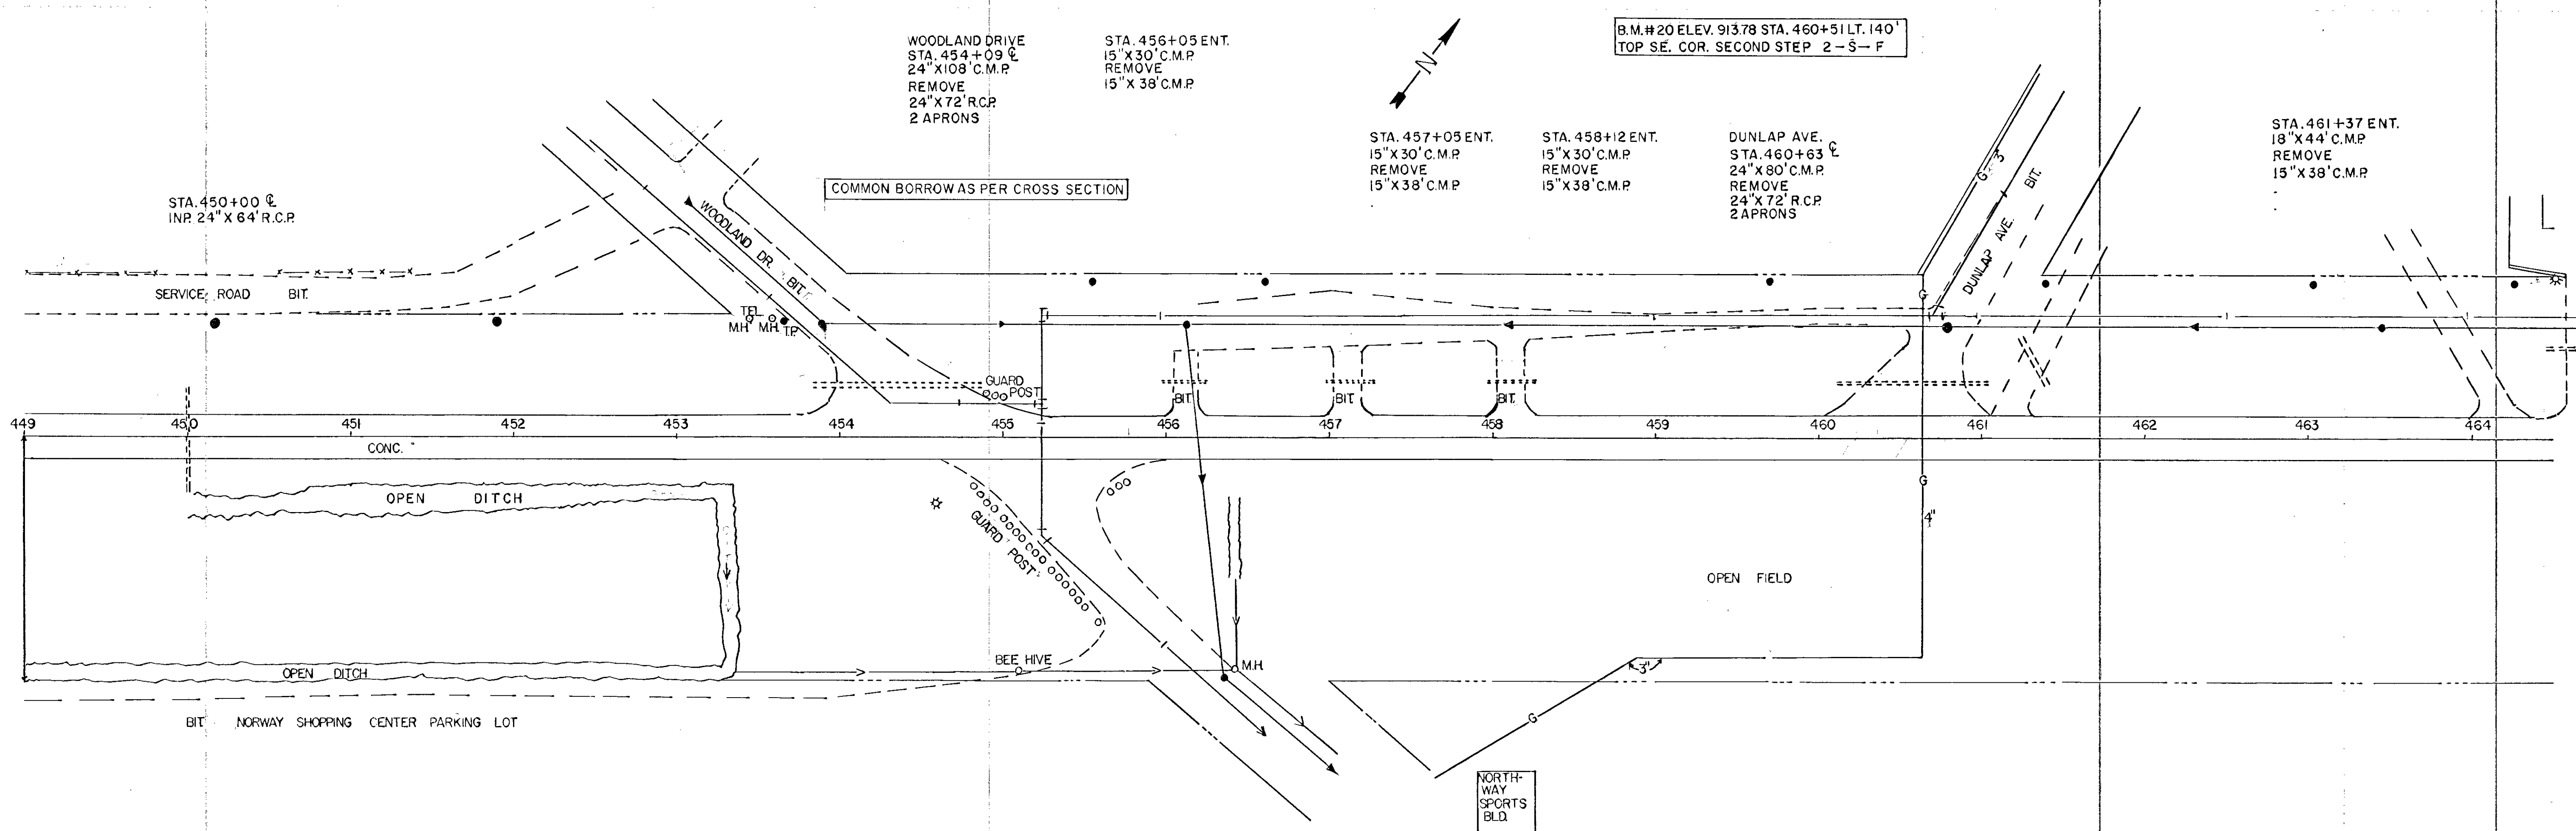 WOODLAND DRIVE
STA. 454+09 ℄
24"X108'C.M.P.
REMOVE
24"X72'R.C.P.
2 APRONS
STA. 456+05 ENT.
15"X30'C.M.P.
REMOVE
15"X38'C.M.P.
N
B.M.#20 ELEV. 913.78 STA. 460+51 LT. 140'
TOP S.E. COR. SECOND STEP 2-S-F
STA. 457+05 ENT.
15"X30'C.M.P.
REMOVE
15"X38'C.M.P.
STA. 458+12 ENT.
15"X30'C.M.P.
REMOVE
15"X38'C.M.P.
DUNLAP AVE.
STA. 460+63 ℄
24"X80'C.M.P.
REMOVE
24"X72'R.C.P.
2 APRONS
STA. 461+37 ENT.
18"X44'C.M.P.
REMOVE
15"X38'C.M.P.
COMMON BORROW AS PER CROSS SECTION
STA. 450+00 ℄
INP. 24"X64'R.C.P.
G 3"
BIT.
DUNLAP AVE.
WOODLAND DR. BIT.
SERVICE ROAD BIT.
G
TEL.
M.H. M.H. T.P.
GUARD
POST
BIT.
BIT.
BIT.
449 450 451 452 453 454 455 456 457 458 459 460 461 462 463 464
CONC.
OPEN DITCH
GUARD POST
G
4"
OPEN FIELD
BEE HIVE
M.H.
OPEN DITCH
3"
G
BIT. NORWAY SHOPPING CENTER PARKING LOT
NORTH-
WAY
SPORTS
BLD.